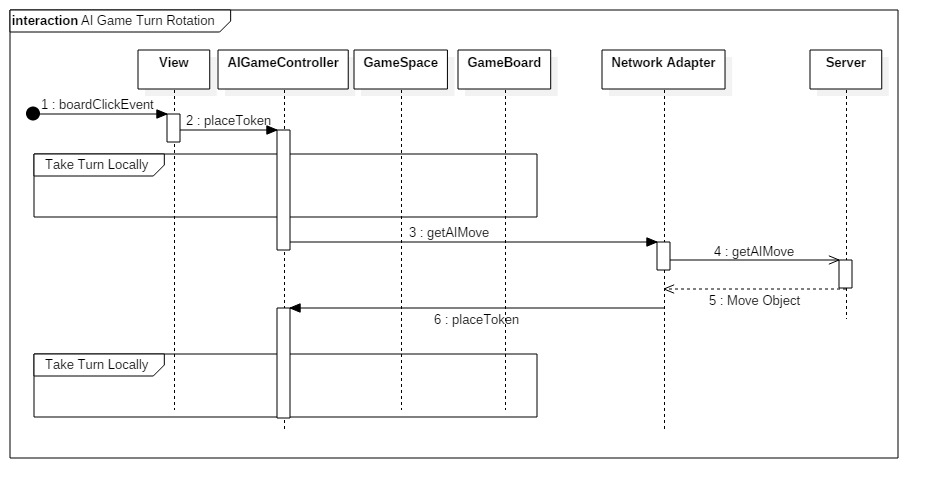 interaction AI Game Turn Rotation
View
AIGameController
GameSpace
GameBoard
Network Adapter
Server
1 : boardClickEvent
2 : placeToken
Take Turn Locally
3 : getAIMove
4 : getAIMove
5 : Move Object
6 : placeToken
Take Turn Locally